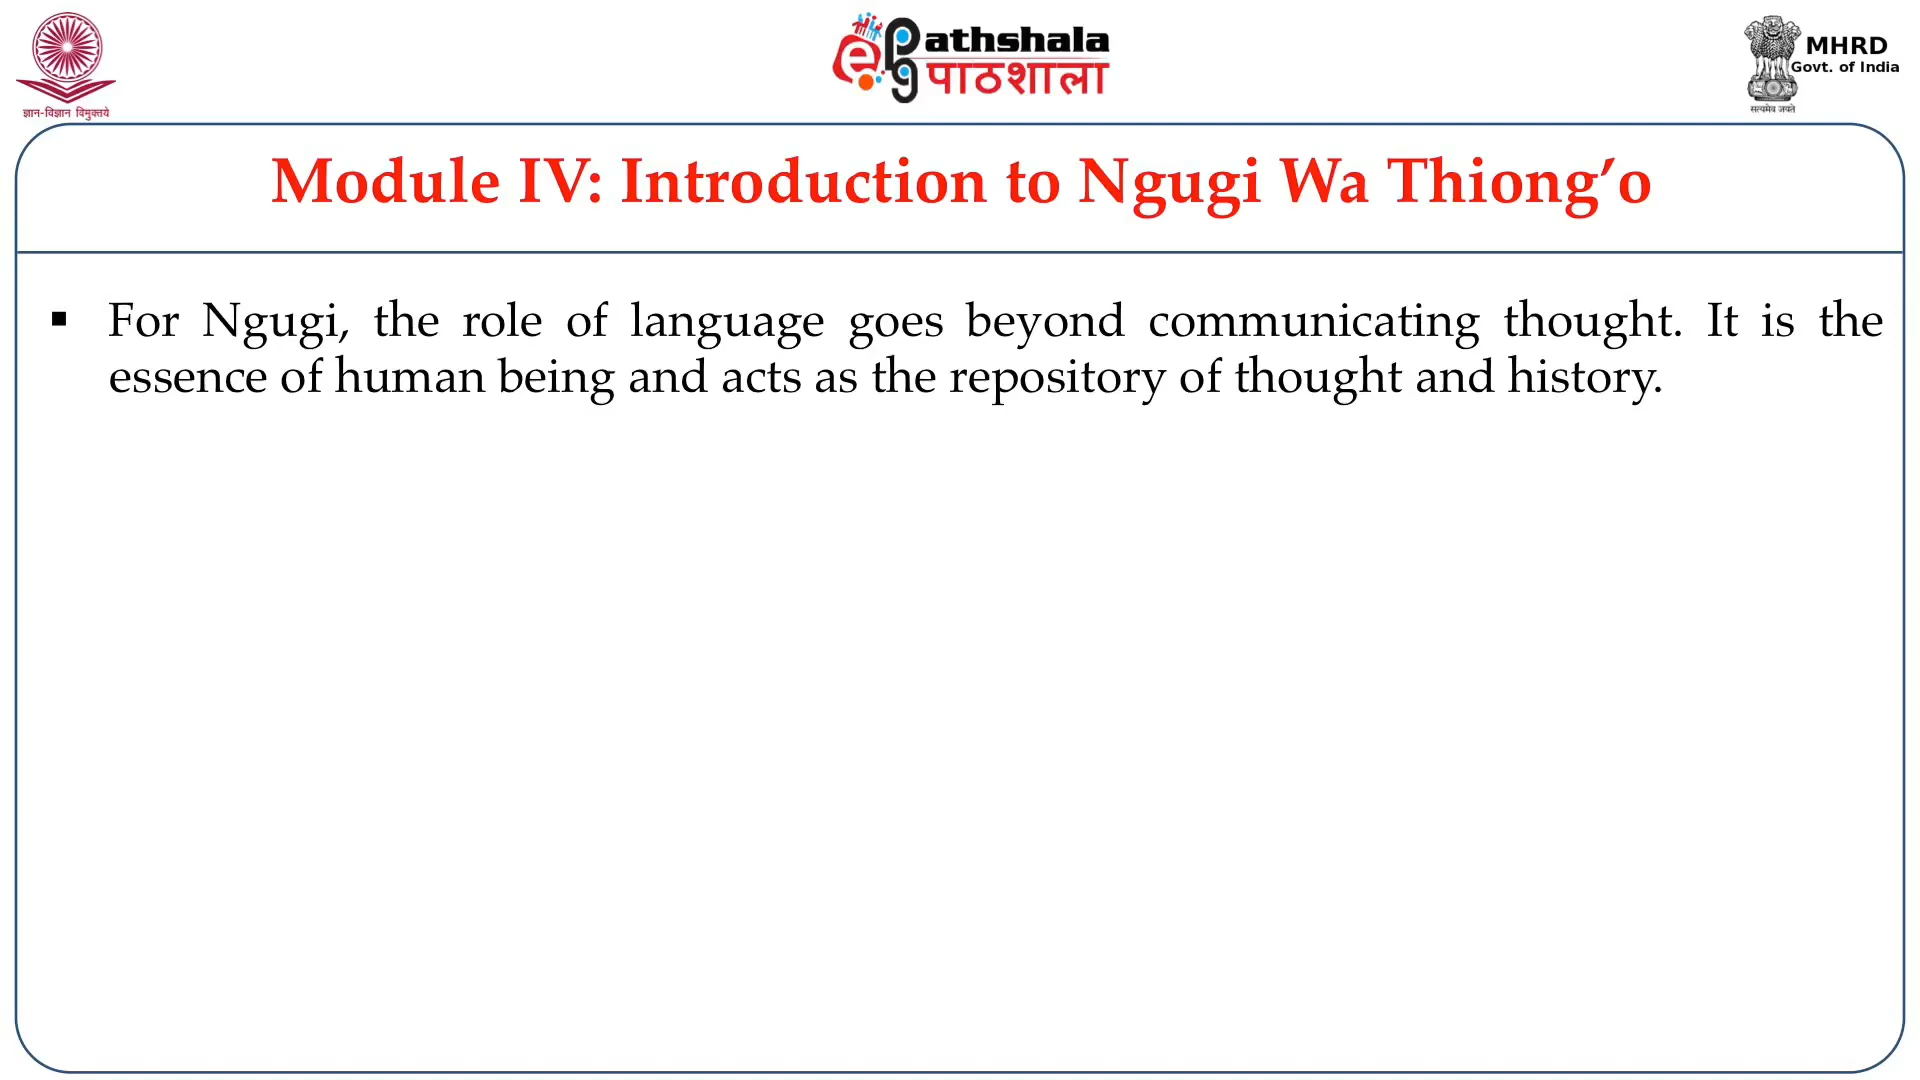 ज्ञान-विज्ञान विमुक्तये
e Pathshala
पाठशाला
MHRD
Govt. of India
सत्यमेव जयते
Module IV: Introduction to Ngugi Wa Thiong’o
▪ For Ngugi, the role of language goes beyond communicating thought. It is the
essence of human being and acts as the repository of thought and history.